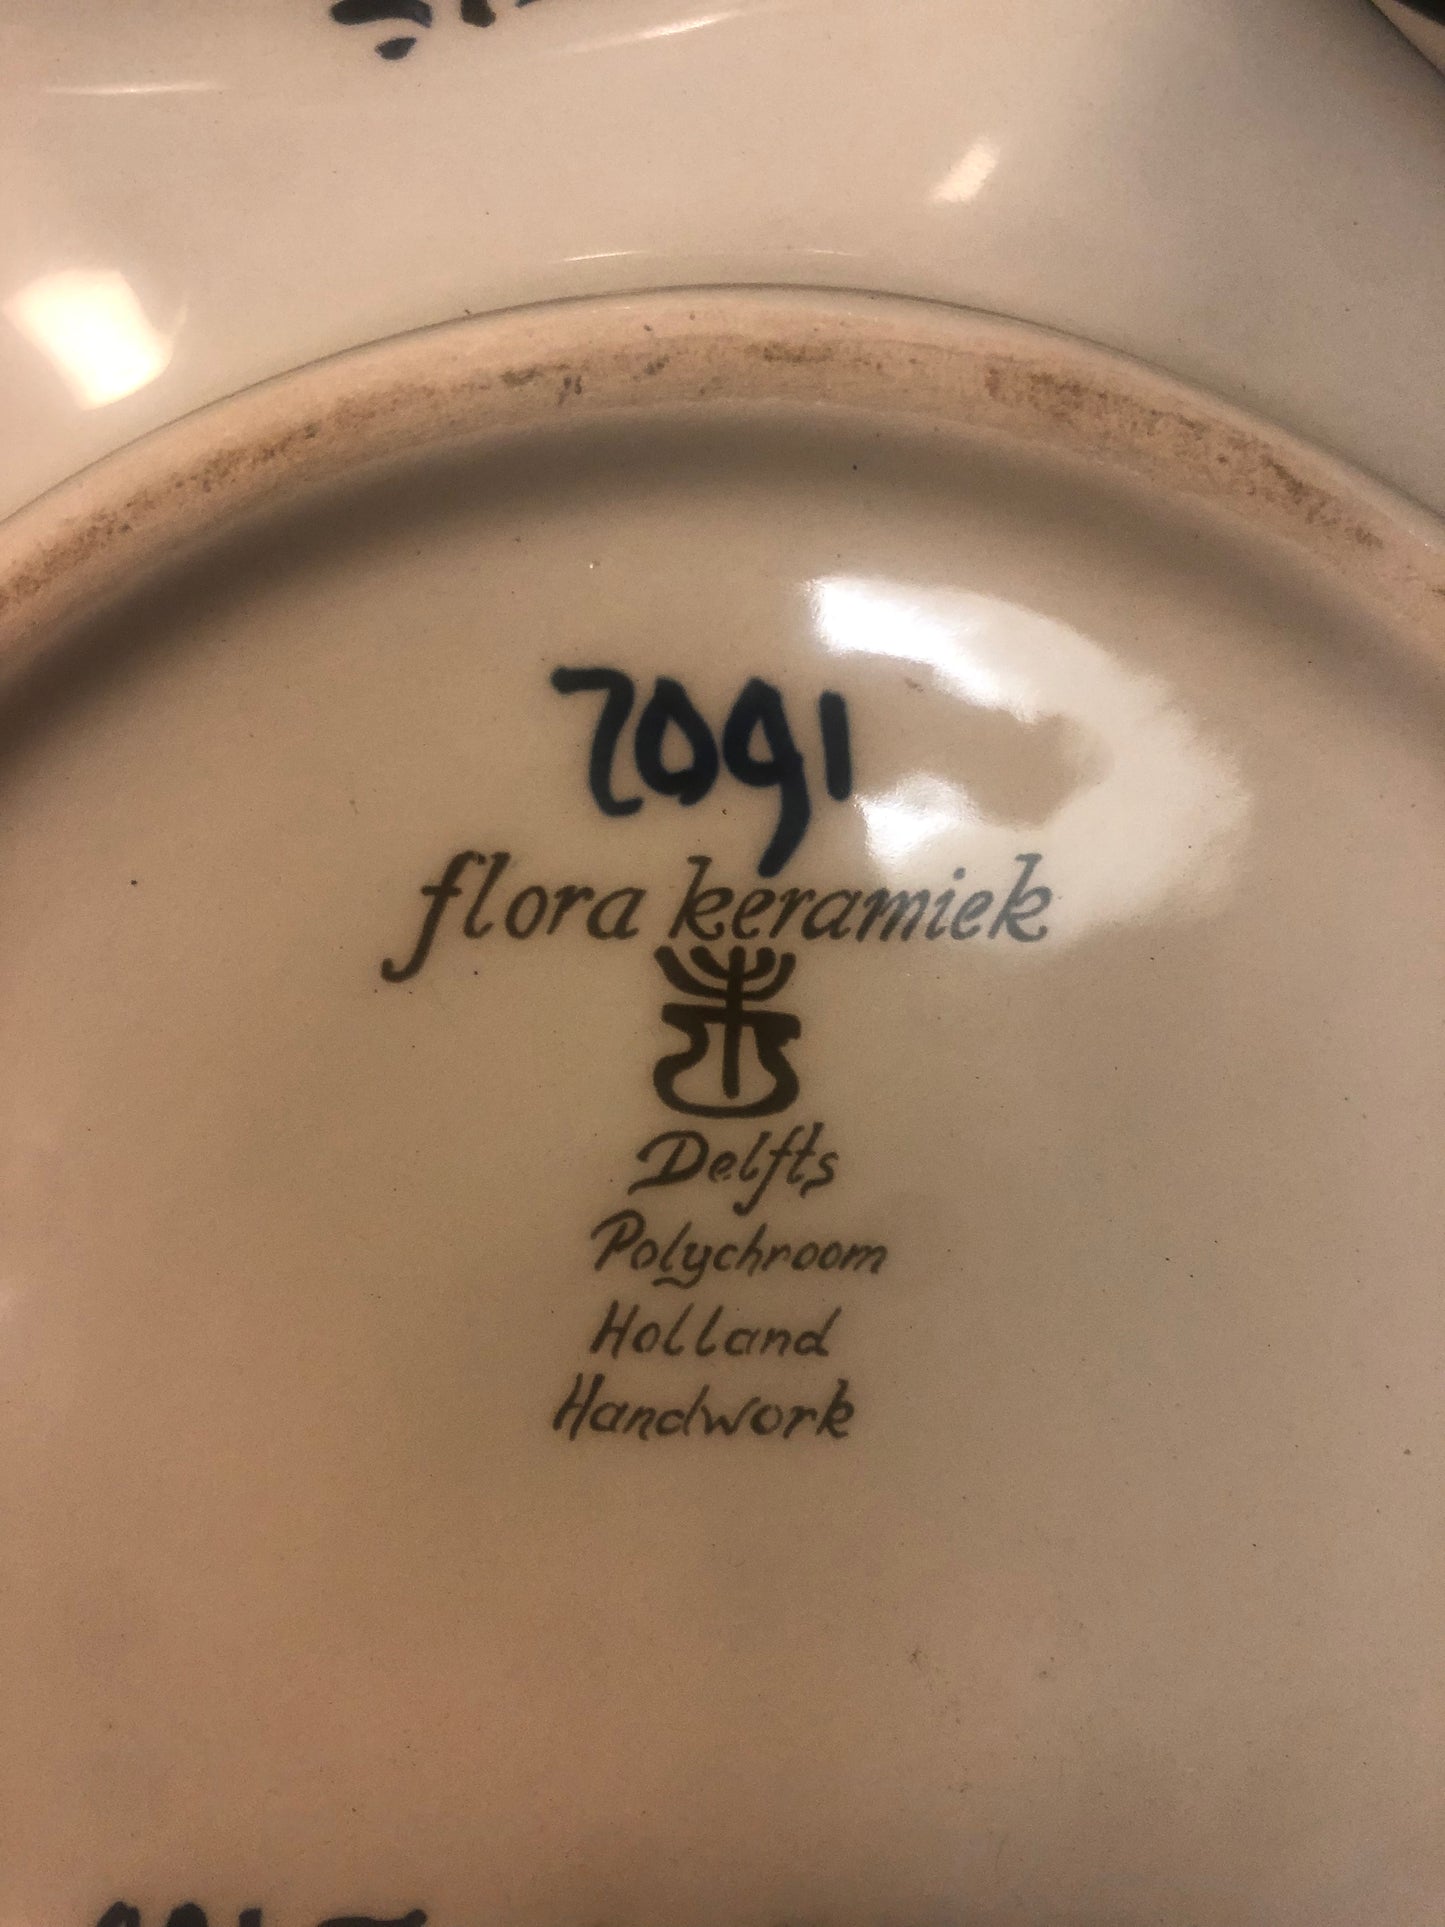 7091
flora keramiek
Delfts
Polychroom
Holland
Handwork